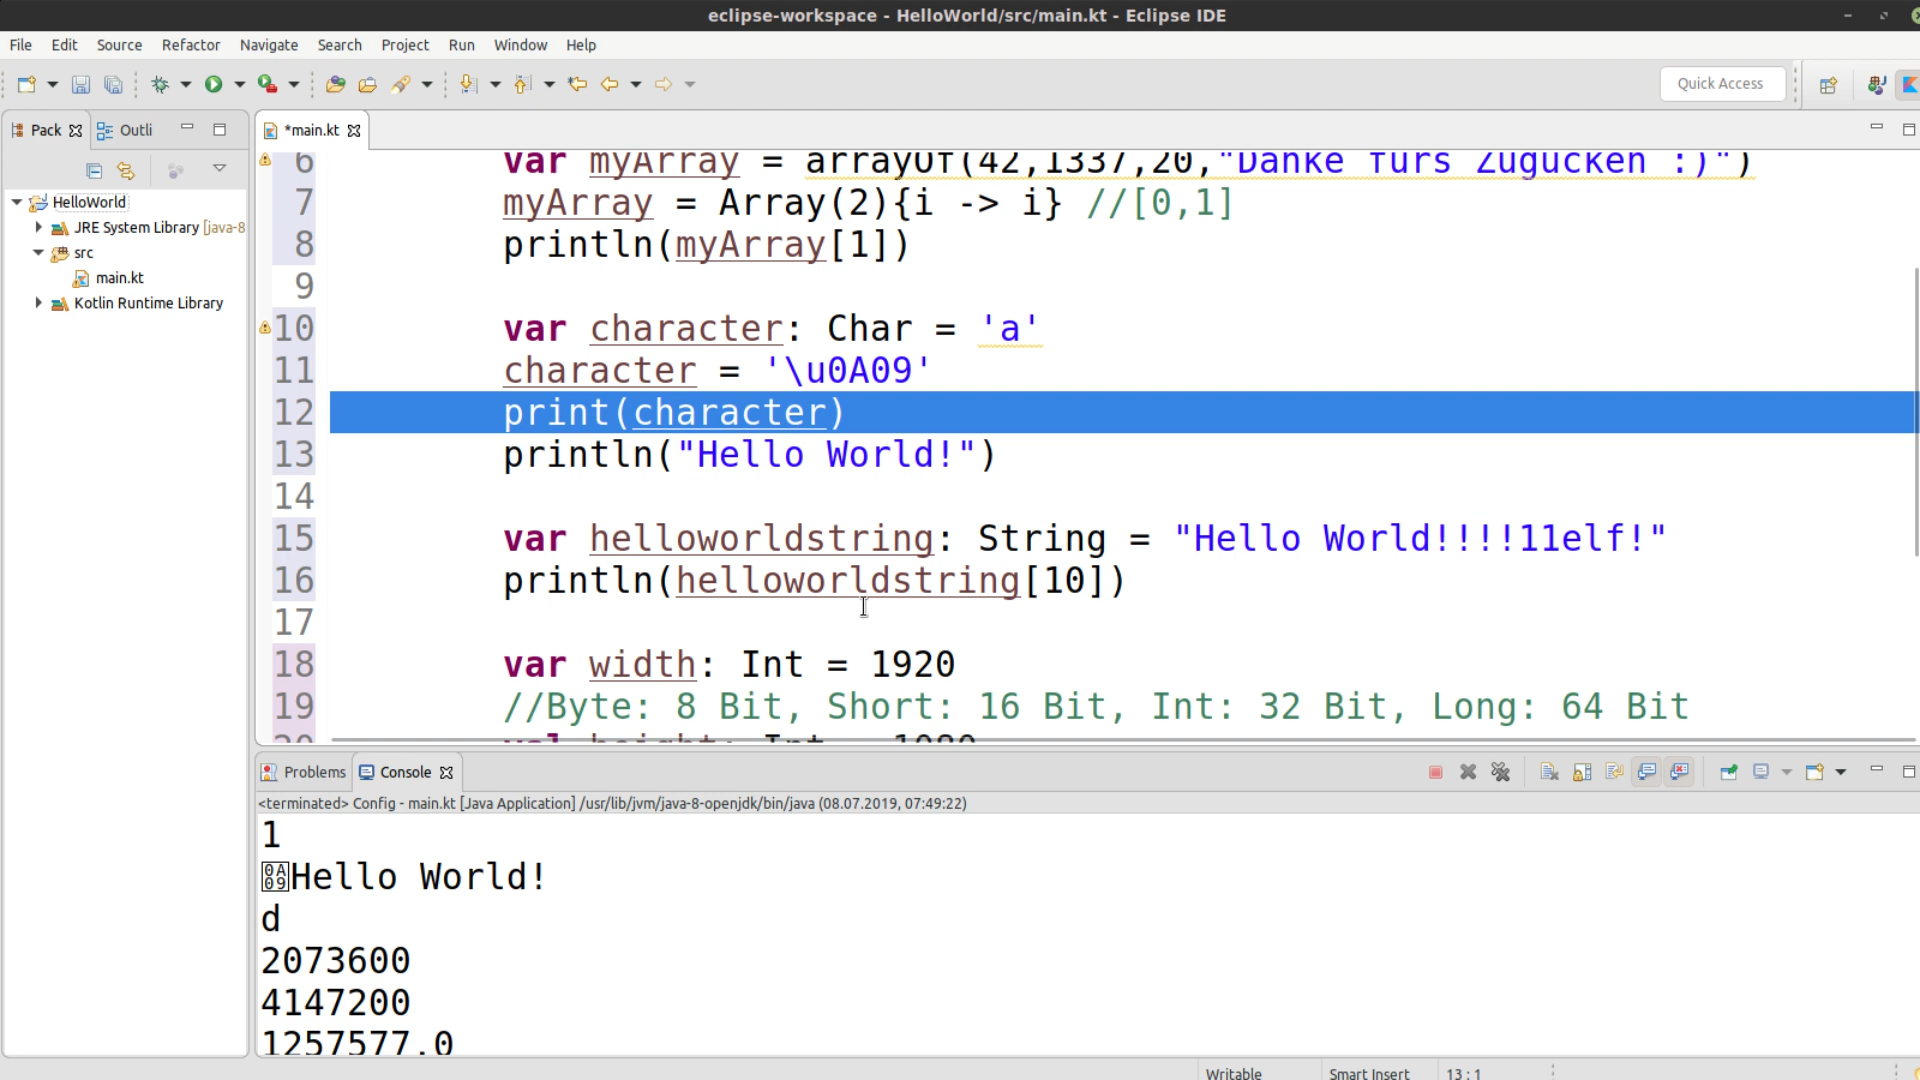 eclipse-workspace - HelloWorld/src/main.kt - Eclipse IDE
File Edit Source Refactor Navigate Search Project Run Window Help
Quick Access
Pack Outli
*main.kt
HelloWorld
JRE System Library [java-8
src
main.kt
Kotlin Runtime Library
6 var myArray = arrayOf(42,1337,20,"Danke fürs Zugucken :)")
7 myArray = Array(2){i -> i} //[0,1]
8 println(myArray[1])
9
10 var character: Char = 'a'
11 character = '\u0A09'
12 print(character)
13 println("Hello World!")
14
15 var helloworldstring: String = "Hello World!!!!11elf!"
16 println(helloworldstring[10])
17
18 var width: Int = 1920
19 //Byte: 8 Bit, Short: 16 Bit, Int: 32 Bit, Long: 64 Bit
20 val height: Int = 1080
Problems Console
<terminated> Config - main.kt [Java Application] /usr/lib/jvm/java-8-openjdk/bin/java (08.07.2019, 07:49:22)
1
ਉHello World!
d
2073600
4147200
1257577.0
Writable Smart Insert 13 : 1